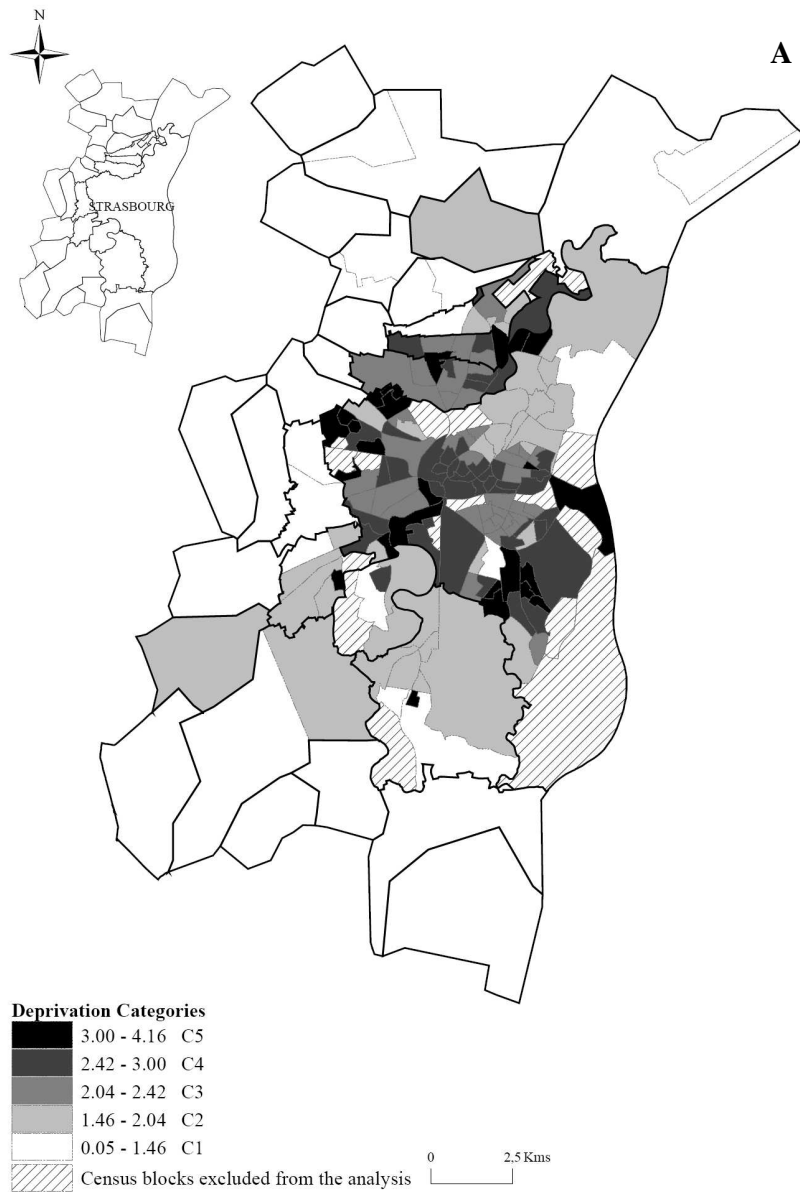 N
A
STRASBOURG
Deprivation Categories
3.00 - 4.16 C5
2.42 - 3.00 C4
2.04 - 2.42 C3
1.46 - 2.04 C2
0.05 - 1.46 C1
Census blocks excluded from the analysis
0 2,5 Kms